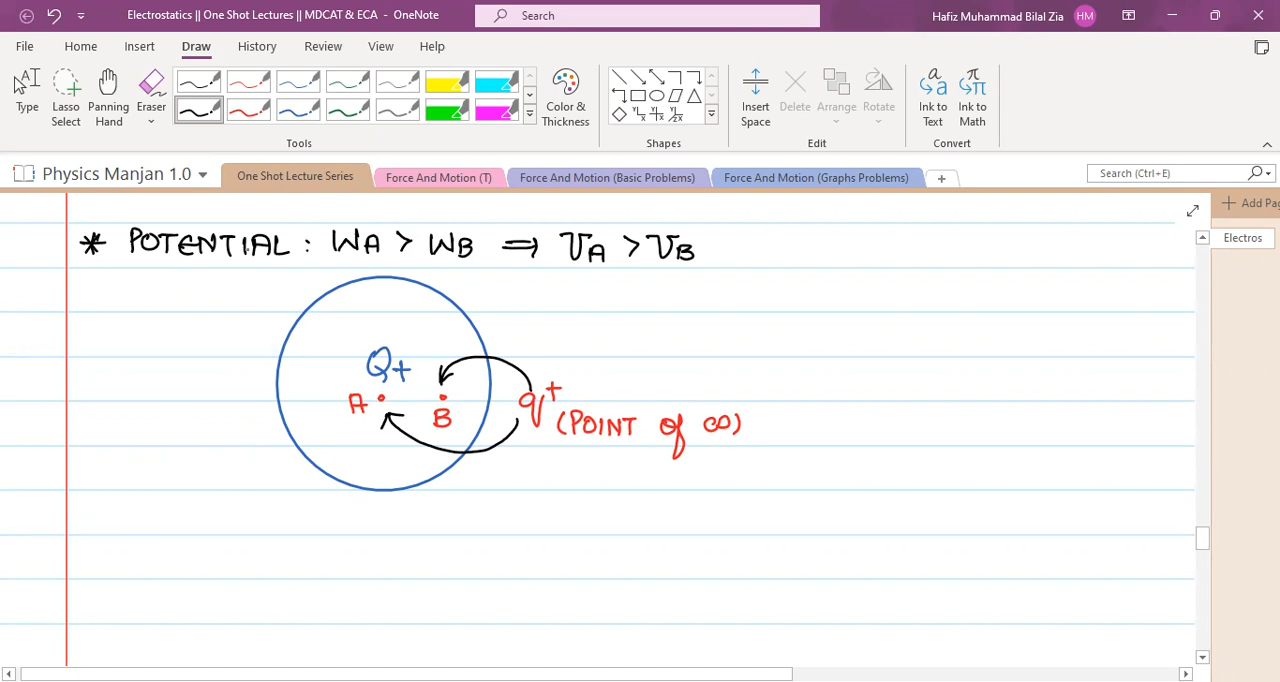 Electrostatics || One Shot Lectures || MDCAT & ECA - OneNote
Search
Hafiz Muhammad Bilal Zia HM
File Home Insert Draw History Review View Help
Type
Lasso Select
Panning Hand
Eraser
Color & Thickness
Insert Space
Delete
Arrange
Rotate
Ink to Text
Ink to Math
Tools Shapes Edit Convert
Physics Manjan 1.0
One Shot Lecture Series
Force And Motion (T)
Force And Motion (Basic Problems)
Force And Motion (Graphs Problems)
Search (Ctrl+E)
Add Pag
Electros
* POTENTIAL : WA > WB ⇒ VA > VB
Q+
A B q+
(POINT of ∞)